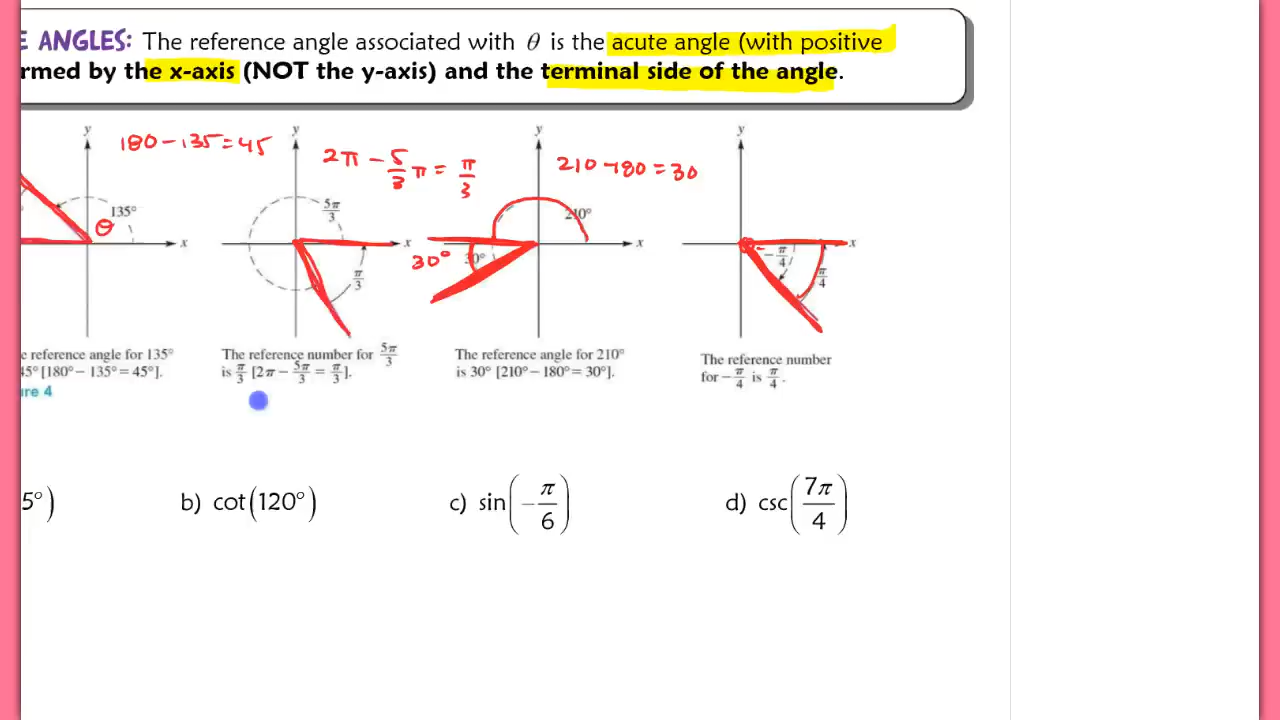 E ANGLES: The reference angle associated with θ is the acute angle (with positive
rmed by the x-axis (NOT the y-axis) and the terminal side of the angle.
180 - 135 = 45
2π - 5/3 π = π/3
210 - 180 = 30
y
135°
θ
x
y
5π/3
x
π/3
y
210°
x
30°
30°
y
x
-π/4
π/4
e reference angle for 135°
45° [180° - 135° = 45°].
ure 4
The reference number for 5π/3
is π/3 [2π - 5π/3 = π/3].
The reference angle for 210°
is 30° [210° - 180° = 30°].
The reference number
for -π/4 is π/4.
5°)
b) cot(120°)
c) sin(-π/6)
d) csc(7π/4)